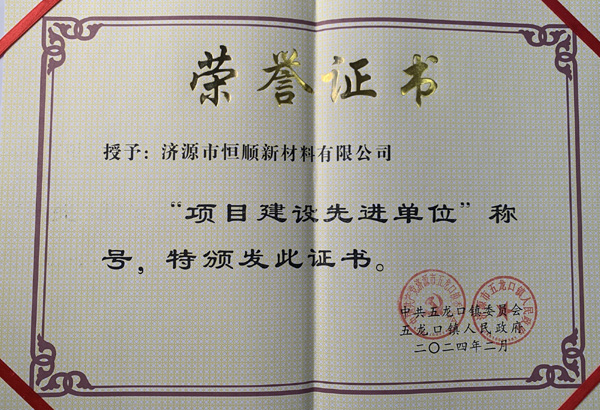 荣誉证书
授予：济源市恒顺新材料有限公司
“项目建设先进单位”称
号，特颁发此证书。
中共五龙口镇委员会
五龙口镇人民政府
二〇二四年二月